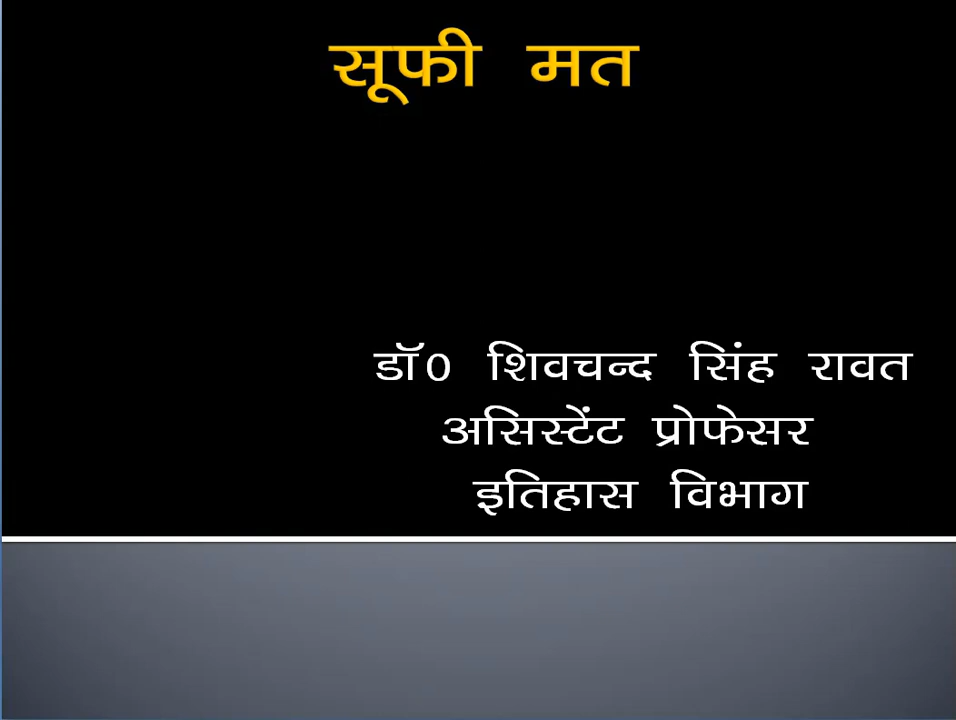 सूफी मत
डॉ0 शिवचन्द सिंह रावत
असिस्टेंट प्रोफेसर
इतिहास विभाग